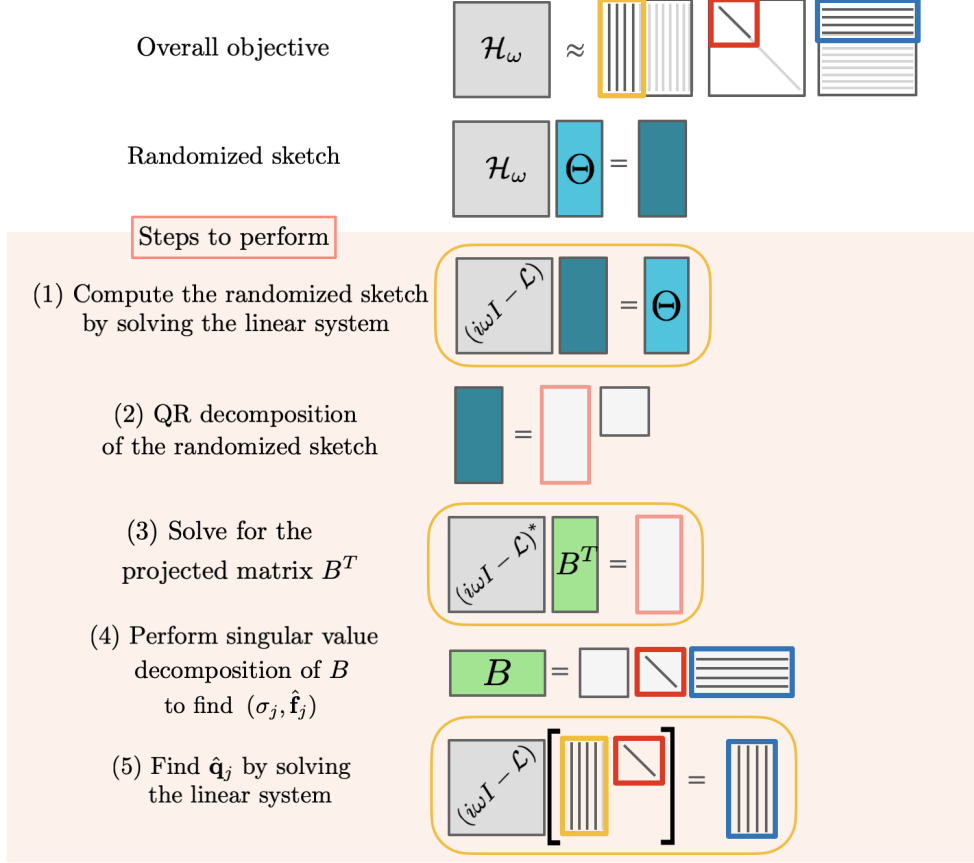 Overall objective
ℋ_ω ≈
Randomized sketch
ℋ_ω Θ =
Steps to perform
(1) Compute the randomized sketch
by solving the linear system
(iωI − ℒ) = Θ
(2) QR decomposition
of the randomized sketch
=
(3) Solve for the
projected matrix B^T
(iωI − ℒ)* B^T =
(4) Perform singular value
decomposition of B
to find (σ_j, f̂_j)
B =
(5) Find q̂_j by solving
the linear system
(iωI − ℒ) [ ] =